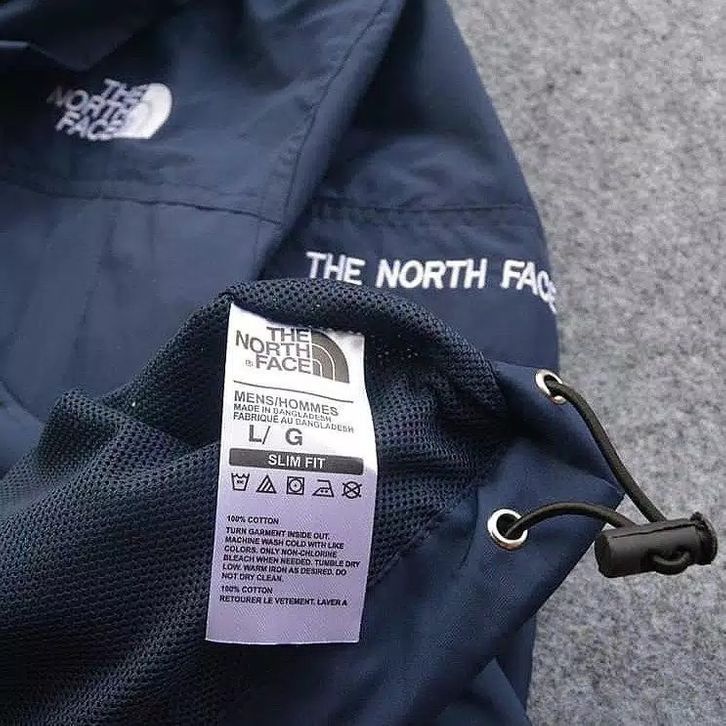 THE
NORTH
FACE
THE NORTH FACE
THE
NORTH
FACE
MENS/HOMMES
MADE IN BANGLADESH
FABRIQUÉ AU BANGLADESH
L/ G
SLIM FIT
100% COTTON
TURN GARMENT INSIDE OUT.
MACHINE WASH COLD WITH LIKE
COLORS. ONLY NON-CHLORINE
BLEACH WHEN NEEDED. TUMBLE DRY
LOW. WARM IRON AS DESIRED. DO
NOT DRY CLEAN.
100% COTTON
RETOURER LE VETEMENT. LAVER A